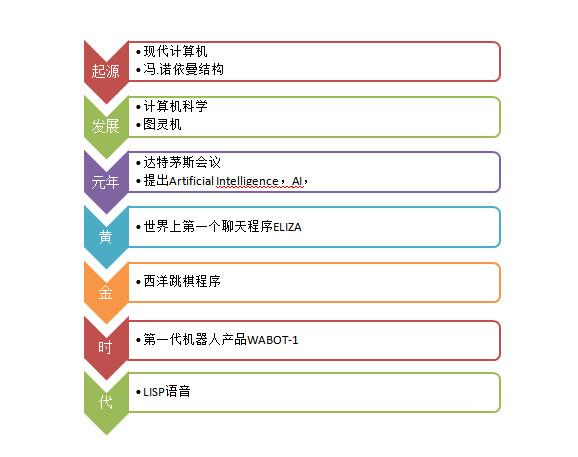 起源
•现代计算机
•冯.诺依曼结构
发展
•计算机科学
•图灵机
元年
•达特茅斯会议
•提出Artificial Intelligence，AI，
黄
•世界上第一个聊天程序ELIZA
金
•西洋跳棋程序
时
•第一代机器人产品WABOT-1
代
•LISP语音